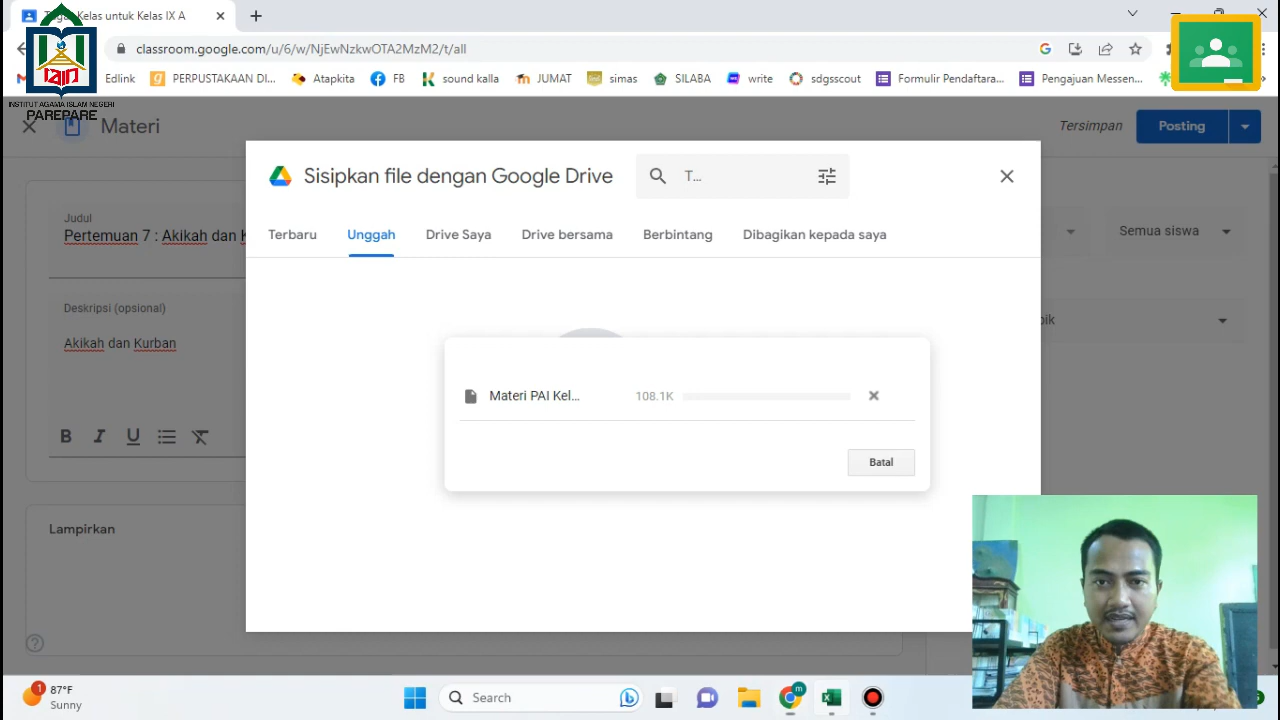 Tugas Kelas untuk Kelas IX A
classroom.google.com/u/6/w/NjEwNzkwOTA2MzM2/t/all
Edlink
PERPUSTAKAAN DI...
Atapkita
FB
sound kalla
JUMAT
simas
SILABA
write
sdgsscout
Formulir Pendaftara...
Pengajuan Messen...
iain
INSTITUT AGAMA ISLAM NEGERI
PAREPARE
Materi
Tersimpan
Posting
Sisipkan file dengan Google Drive
T...
Terbaru
Unggah
Drive Saya
Drive bersama
Berbintang
Dibagikan kepada saya
Judul
Pertemuan 7 : Akikah dan K
Semua siswa
Deskripsi (opsional)
Akikah dan Kurban
Materi PAI Kel...
108.1K
Batal
B I U
Lampirkan
1
87°F
Sunny
Search
m